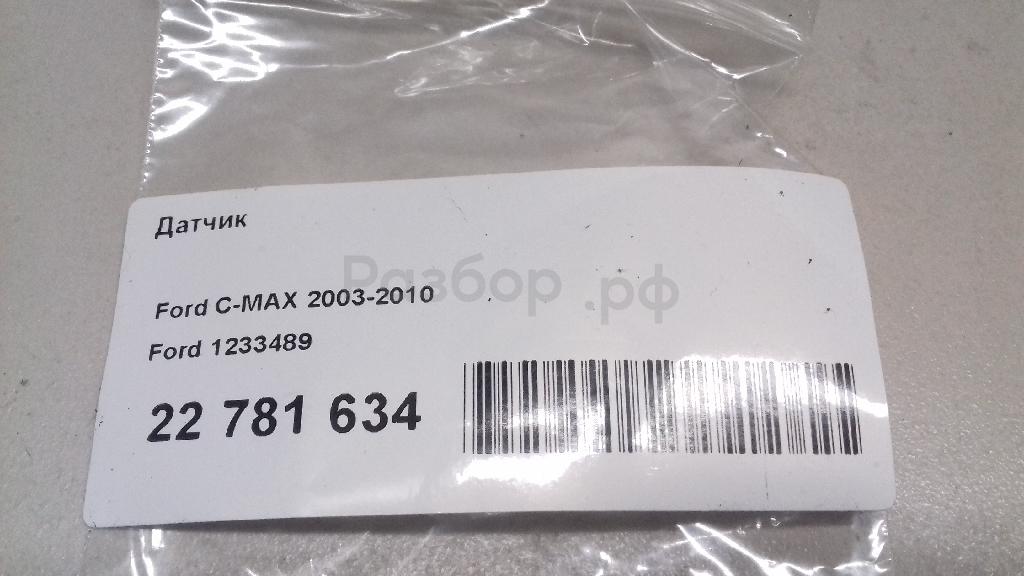 Датчик
Разбор.рф
Ford C-MAX 2003-2010
Ford 1233489
22 781 634